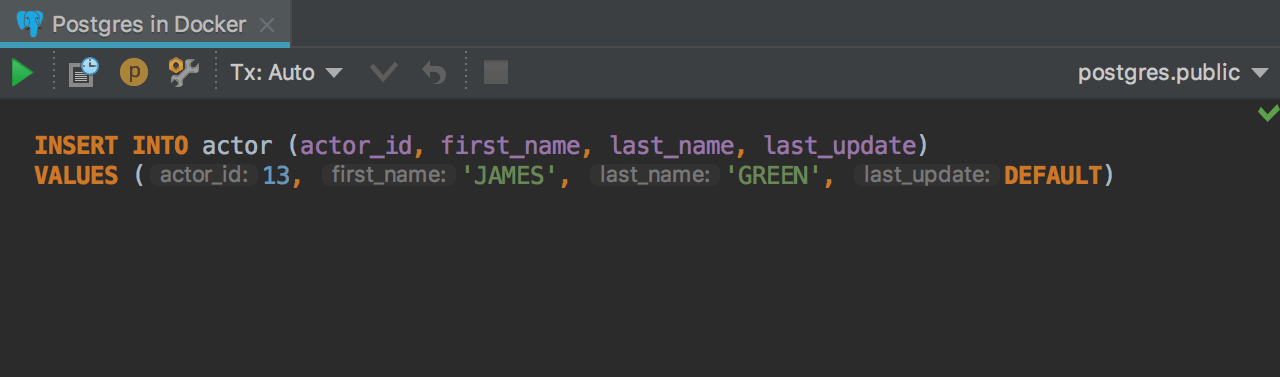 Postgres in Docker
p
Tx: Auto
postgres.public
INSERT INTO actor (actor_id, first_name, last_name, last_update)
VALUES ( actor_id: 13, first_name: 'JAMES', last_name: 'GREEN', last_update: DEFAULT)